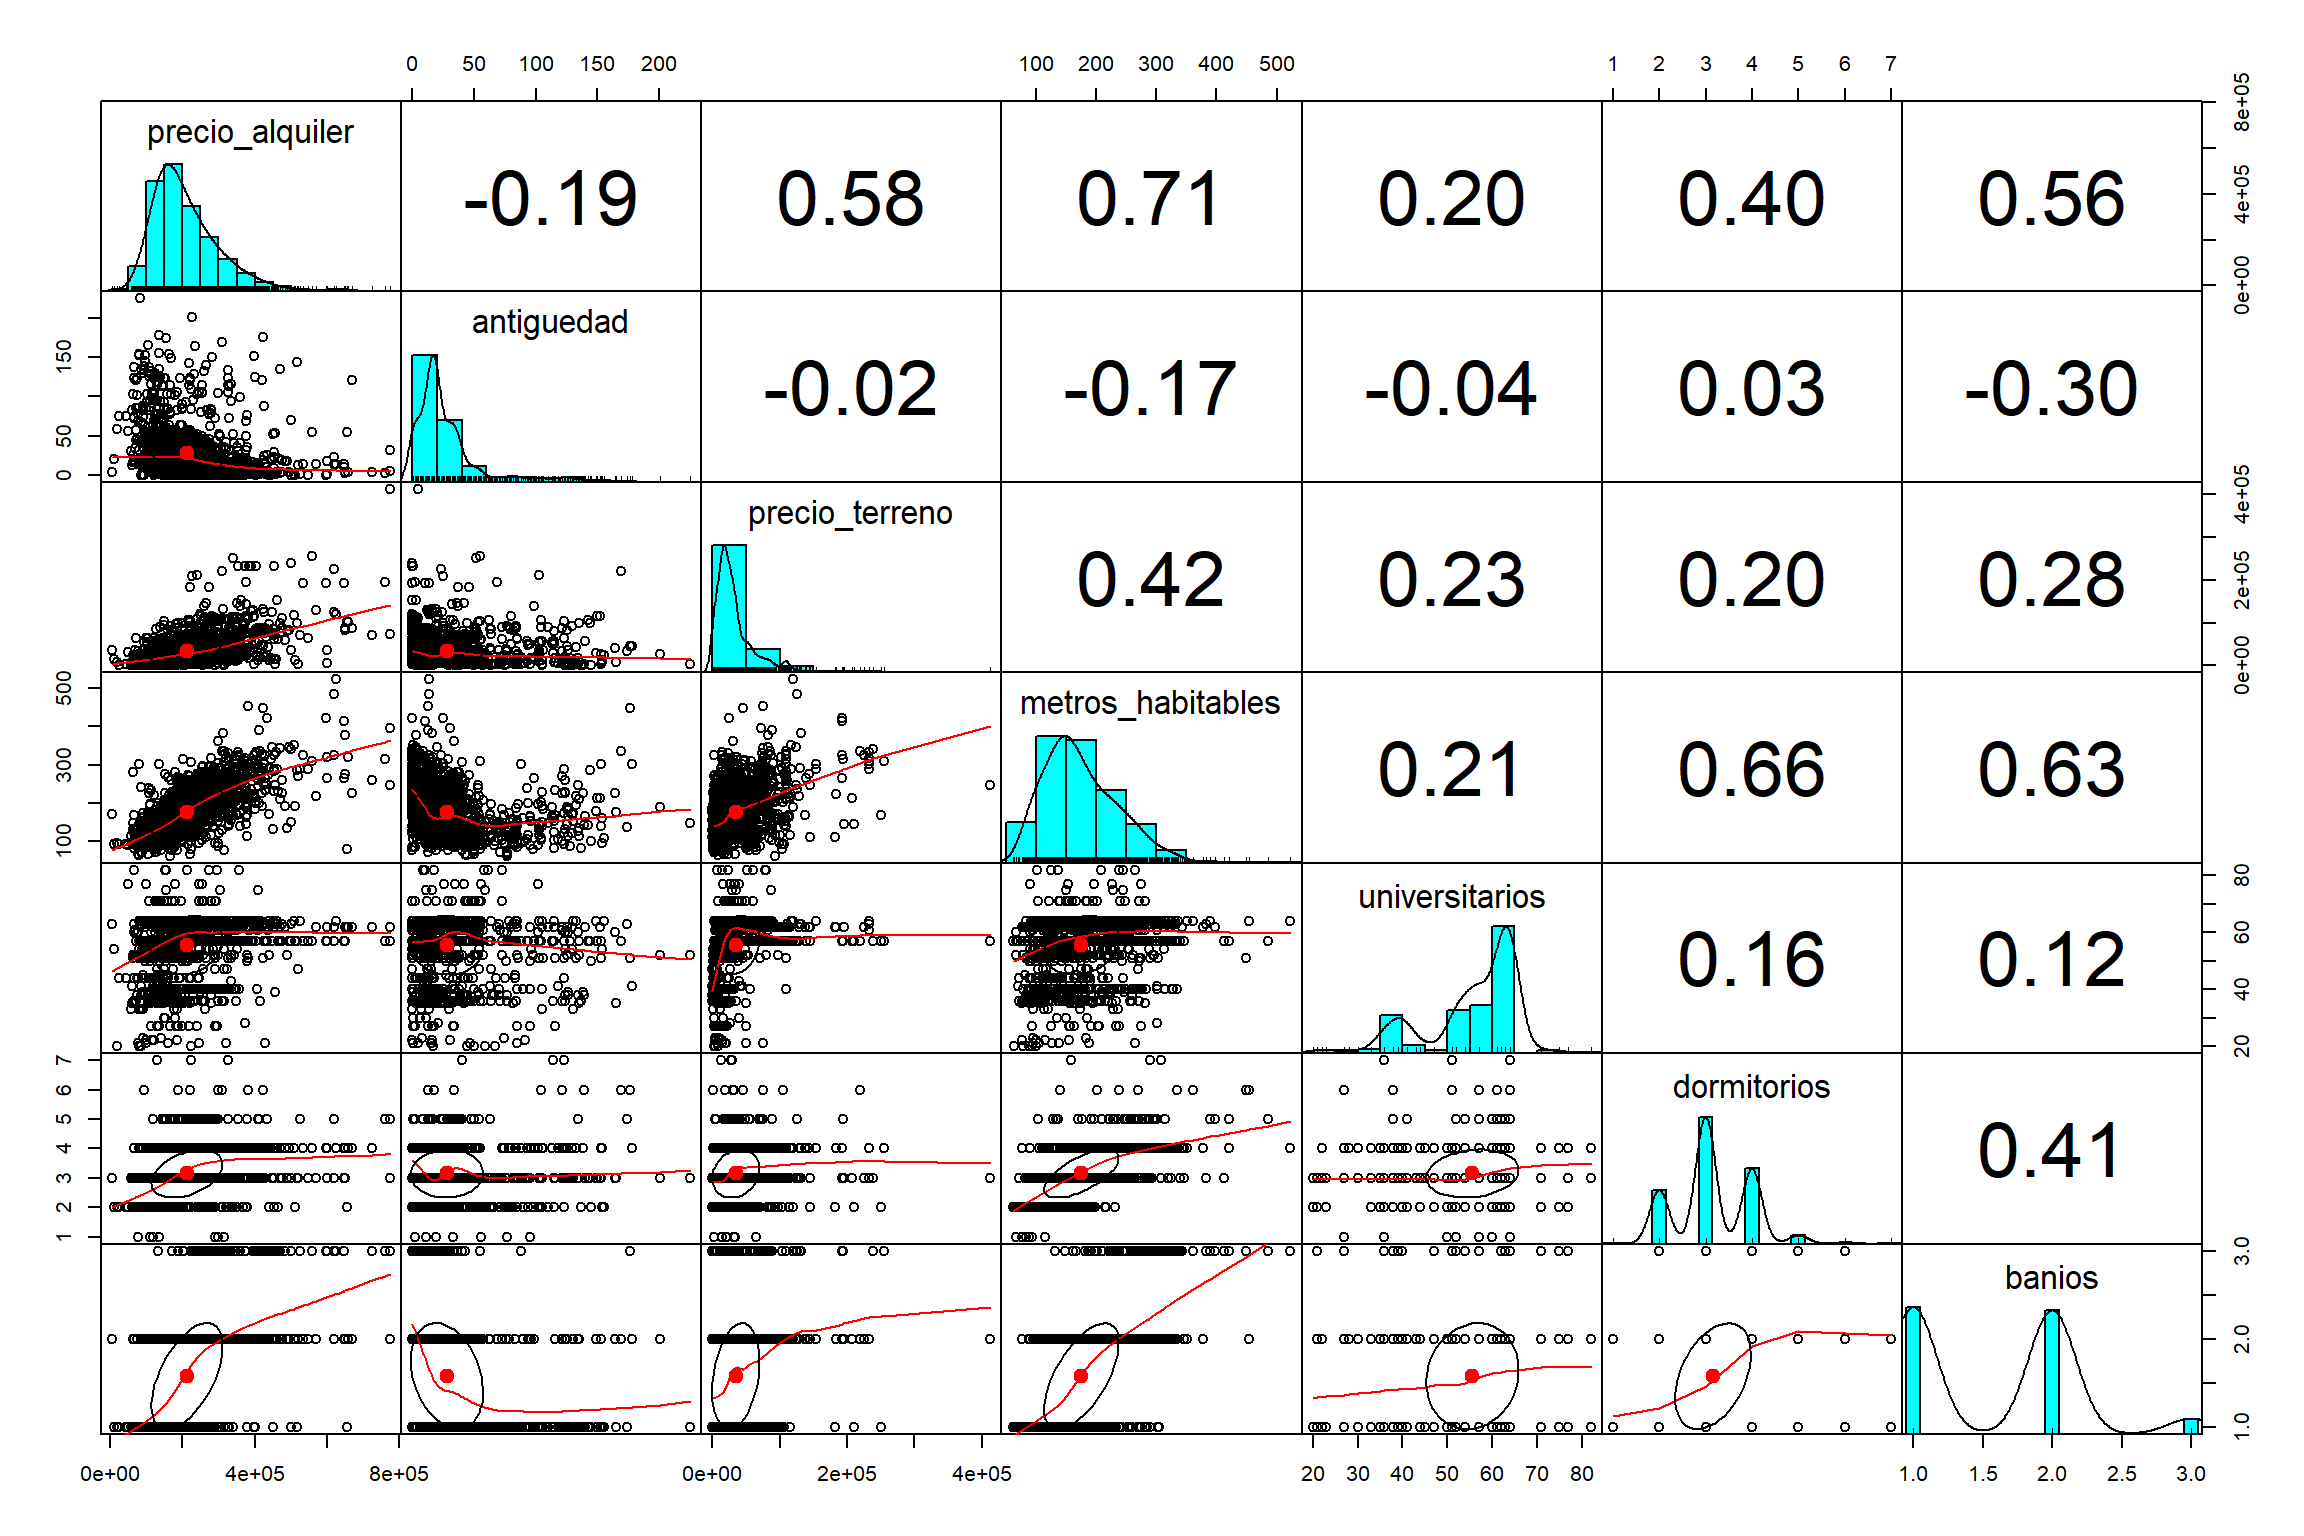 0 50 100 150 200
100 200 300 400 500
1 2 3 4 5 6 7
precio_alquiler
-0.19
0.58
0.71
0.20
0.40
0.56
0e+00 4e+05 8e+05
antiguedad
-0.02
-0.17
-0.04
0.03
-0.30
0 50 150
precio_terreno
0.42
0.23
0.20
0.28
0e+00 2e+05 4e+05
metros_habitables
0.21
0.66
0.63
100 300 500
universitarios
0.16
0.12
20 40 60 80
dormitorios
0.41
1 2 3 4 5 6 7
banios
1.0 2.0 3.0
0e+00 4e+05 8e+05
0e+00 2e+05 4e+05
20 30 40 50 60 70 80
1.0 1.5 2.0 2.5 3.0